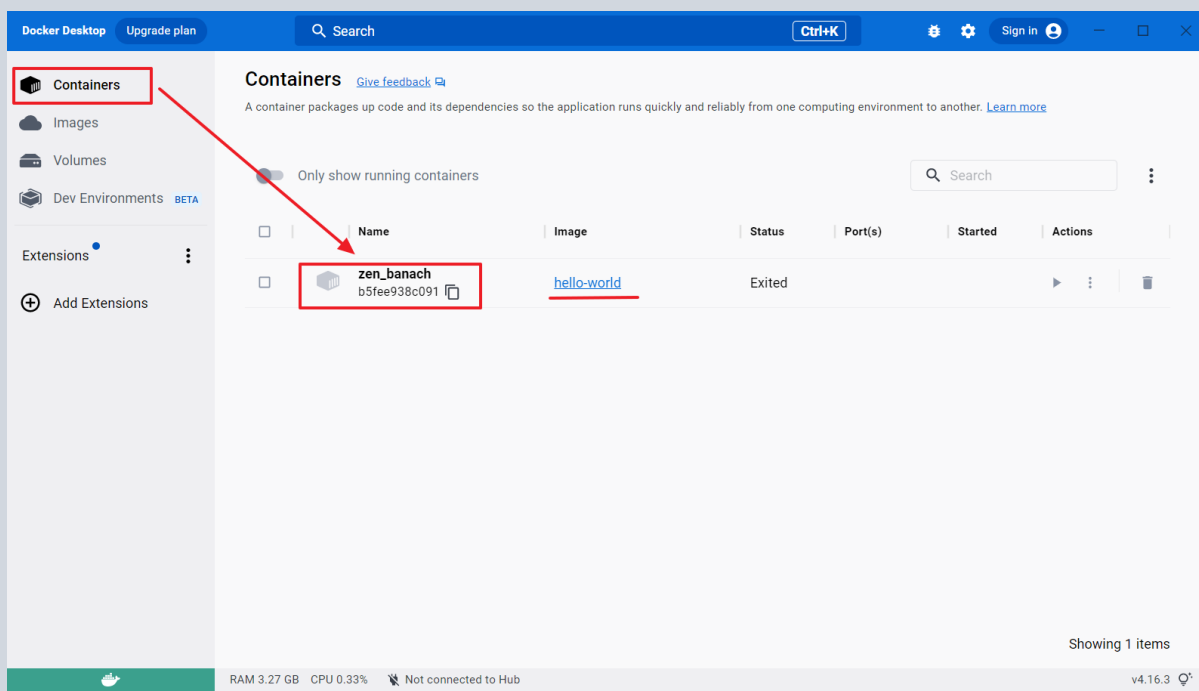 Docker Desktop Upgrade plan Search Ctrl+K Sign in
Containers
Images
Volumes
Dev Environments BETA
Extensions
Add Extensions
Containers Give feedback
A container packages up code and its dependencies so the application runs quickly and reliably from one computing environment to another. Learn more
Only show running containers Search
Name Image Status Port(s) Started Actions
zen_banach
b5fee938c091
hello-world Exited
Showing 1 items
RAM 3.27 GB CPU 0.33% Not connected to Hub v4.16.3